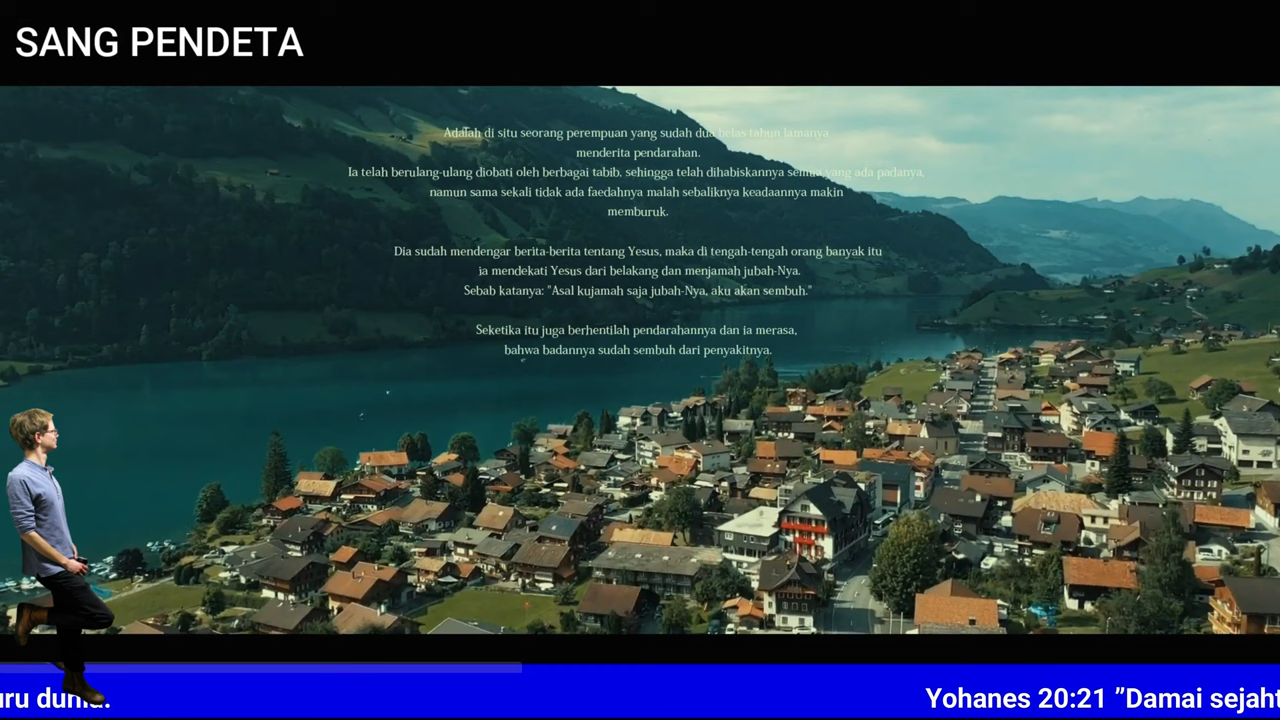 SANG PENDETA
Adalah di situ seorang perempuan yang sudah dua belas tahun lamanya
menderita pendarahan.
Ia telah berulang-ulang diobati oleh berbagai tabib, sehingga telah dihabiskannya semua yang ada padanya,
namun sama sekali tidak ada faedahnya malah sebaliknya keadaannya makin
memburuk.
Dia sudah mendengar berita-berita tentang Yesus, maka di tengah-tengah orang banyak itu
ia mendekati Yesus dari belakang dan menjamah jubah-Nya.
Sebab katanya: "Asal kujamah saja jubah-Nya, aku akan sembuh."
Seketika itu juga berhentilah pendarahannya dan ia merasa,
bahwa badannya sudah sembuh dari penyakitnya.
dunia. Yohanes 20:21 ”Damai